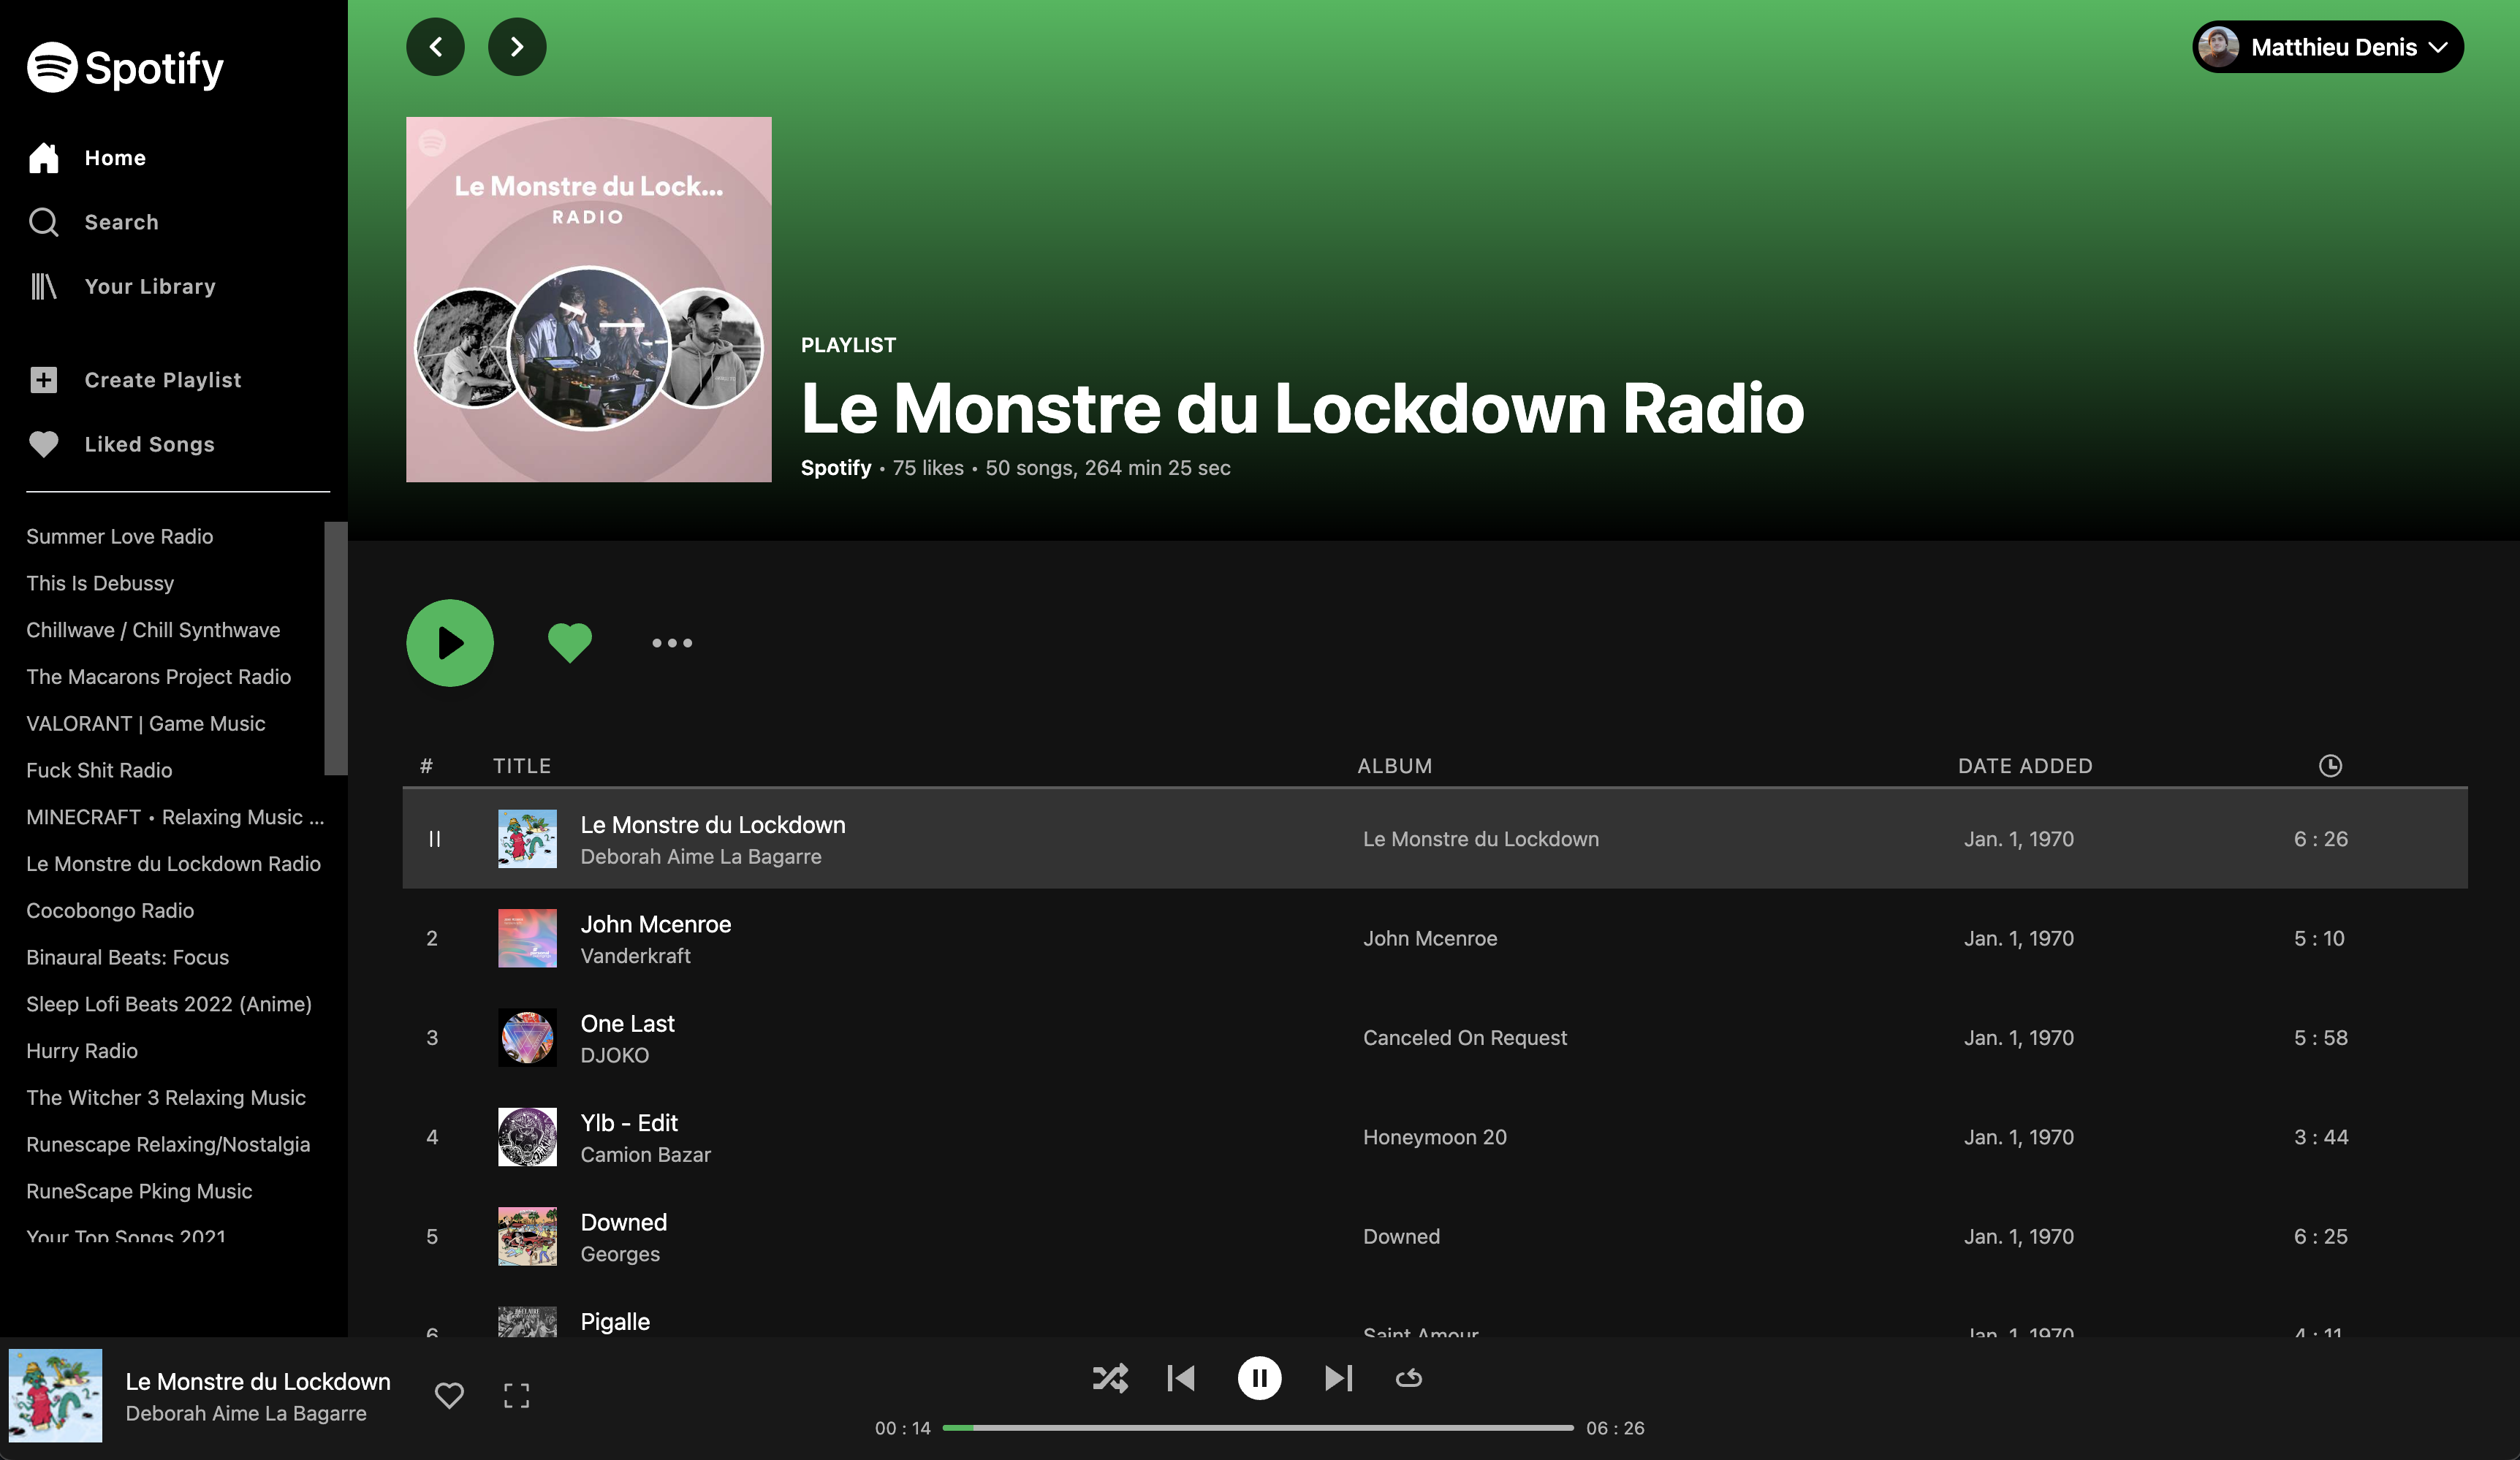 Spotify
Home
Search
Your Library
Create Playlist
Liked Songs
Summer Love Radio
This Is Debussy
Chillwave / Chill Synthwave
The Macarons Project Radio
VALORANT | Game Music
Fuck Shit Radio
MINECRAFT • Relaxing Music ...
Le Monstre du Lockdown Radio
Cocobongo Radio
Binaural Beats: Focus
Sleep Lofi Beats 2022 (Anime)
Hurry Radio
The Witcher 3 Relaxing Music
Runescape Relaxing/Nostalgia
RuneScape Pking Music
Your Top Songs 2021
Matthieu Denis
Le Monstre du Lock...
RADIO
PLAYLIST
Le Monstre du Lockdown Radio
Spotify • 75 likes • 50 songs, 264 min 25 sec
# TITLE ALBUM DATE ADDED
Le Monstre du Lockdown
Deborah Aime La Bagarre
Le Monstre du Lockdown Jan. 1, 1970 6 : 26
2 John Mcenroe
Vanderkraft
John Mcenroe Jan. 1, 1970 5 : 10
3 One Last
DJOKO
Canceled On Request Jan. 1, 1970 5 : 58
4 Ylb - Edit
Camion Bazar
Honeymoon 20 Jan. 1, 1970 3 : 44
5 Downed
Georges
Downed Jan. 1, 1970 6 : 25
6 Pigalle
Saint Amour Jan. 1, 1970 4 : 11
Le Monstre du Lockdown
Deborah Aime La Bagarre
00 : 14 06 : 26